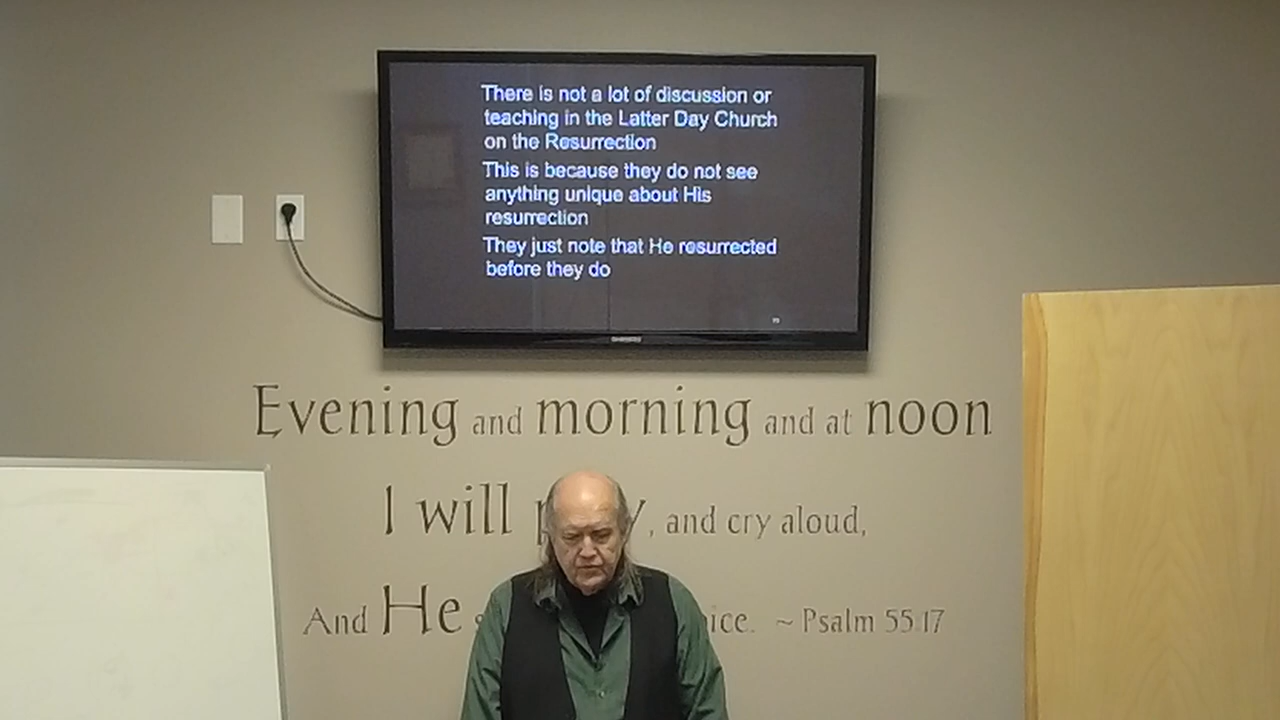 There is not a lot of discussion or
teaching in the Latter Day Church
on the Resurrection
This is because they do not see
anything unique about His
resurrection
They just note that He resurrected
before they do
Evening and morning and at noon
I will , and cry aloud,
And He ~ Psalm 55:17